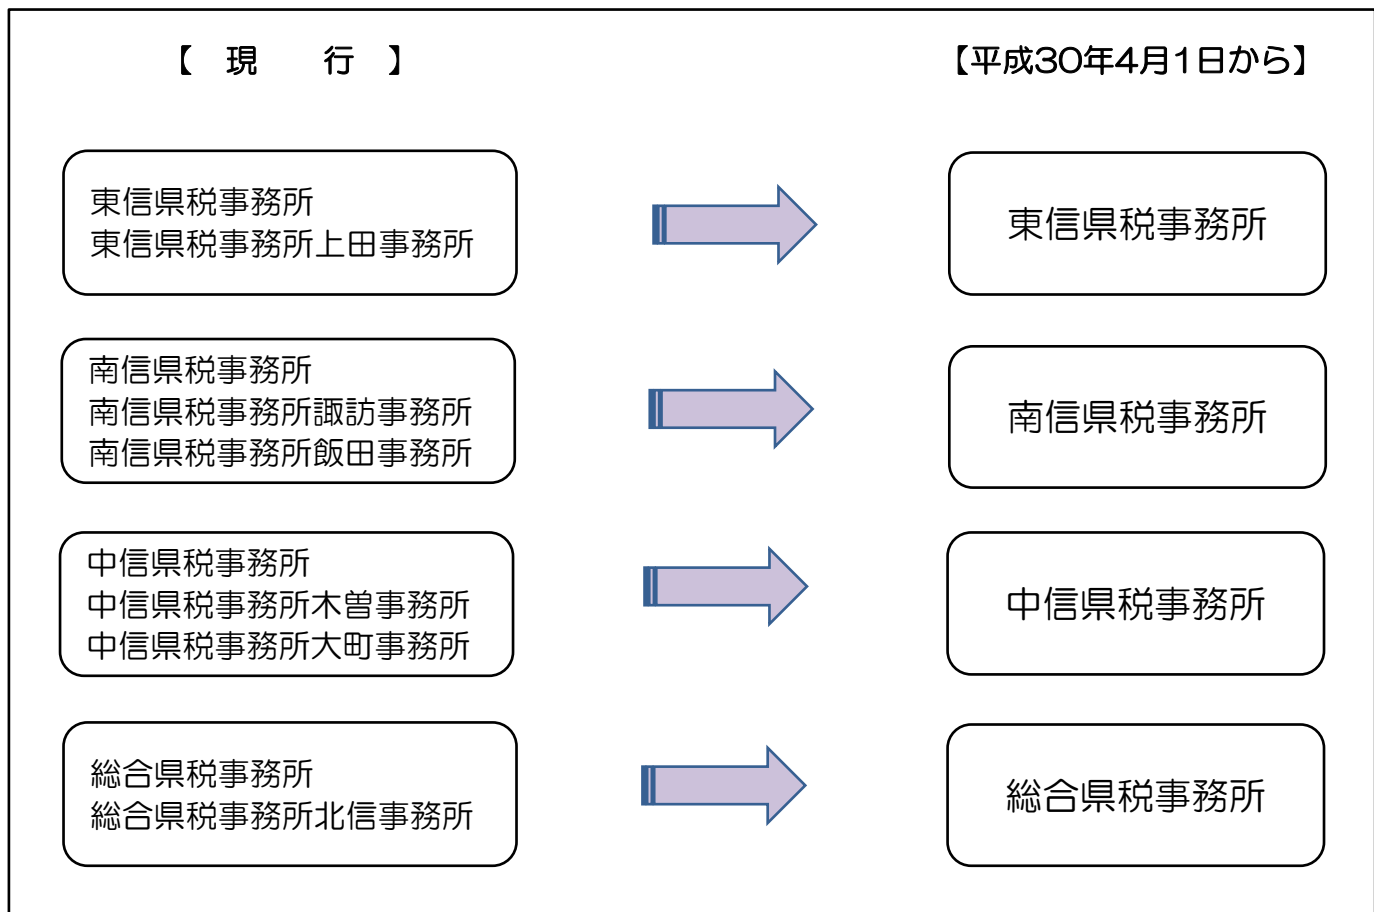 【 現　行 】
【平成30年4月1日から】
東信県税事務所
東信県税事務所上田事務所
東信県税事務所
南信県税事務所
南信県税事務所諏訪事務所
南信県税事務所飯田事務所
南信県税事務所
中信県税事務所
中信県税事務所木曽事務所
中信県税事務所大町事務所
中信県税事務所
総合県税事務所
総合県税事務所北信事務所
総合県税事務所